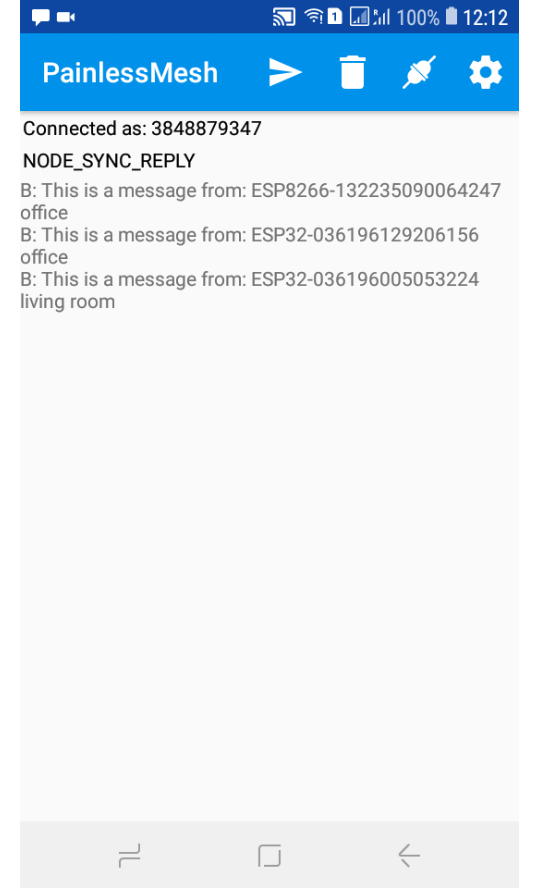 1 R 100% 12:12
PainlessMesh
Connected as: 3848879347
NODE_SYNC_REPLY
B: This is a message from: ESP8266-132235090064247
office
B: This is a message from: ESP32-036196129206156
office
B: This is a message from: ESP32-036196005053224
living room